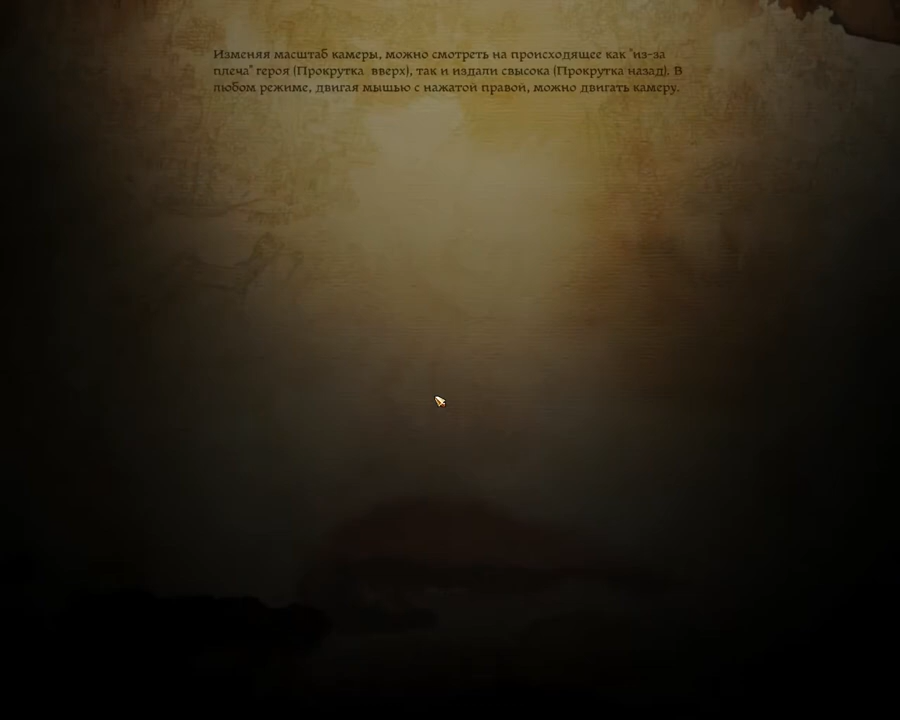 Изменяя масштаб камеры, можно смотреть на происходящее как "из-за
плеча" героя (Прокрутка вверх), так и издали свысока (Прокрутка назад). В
любом режиме, двигая мышью с нажатой правой, можно двигать камеру.